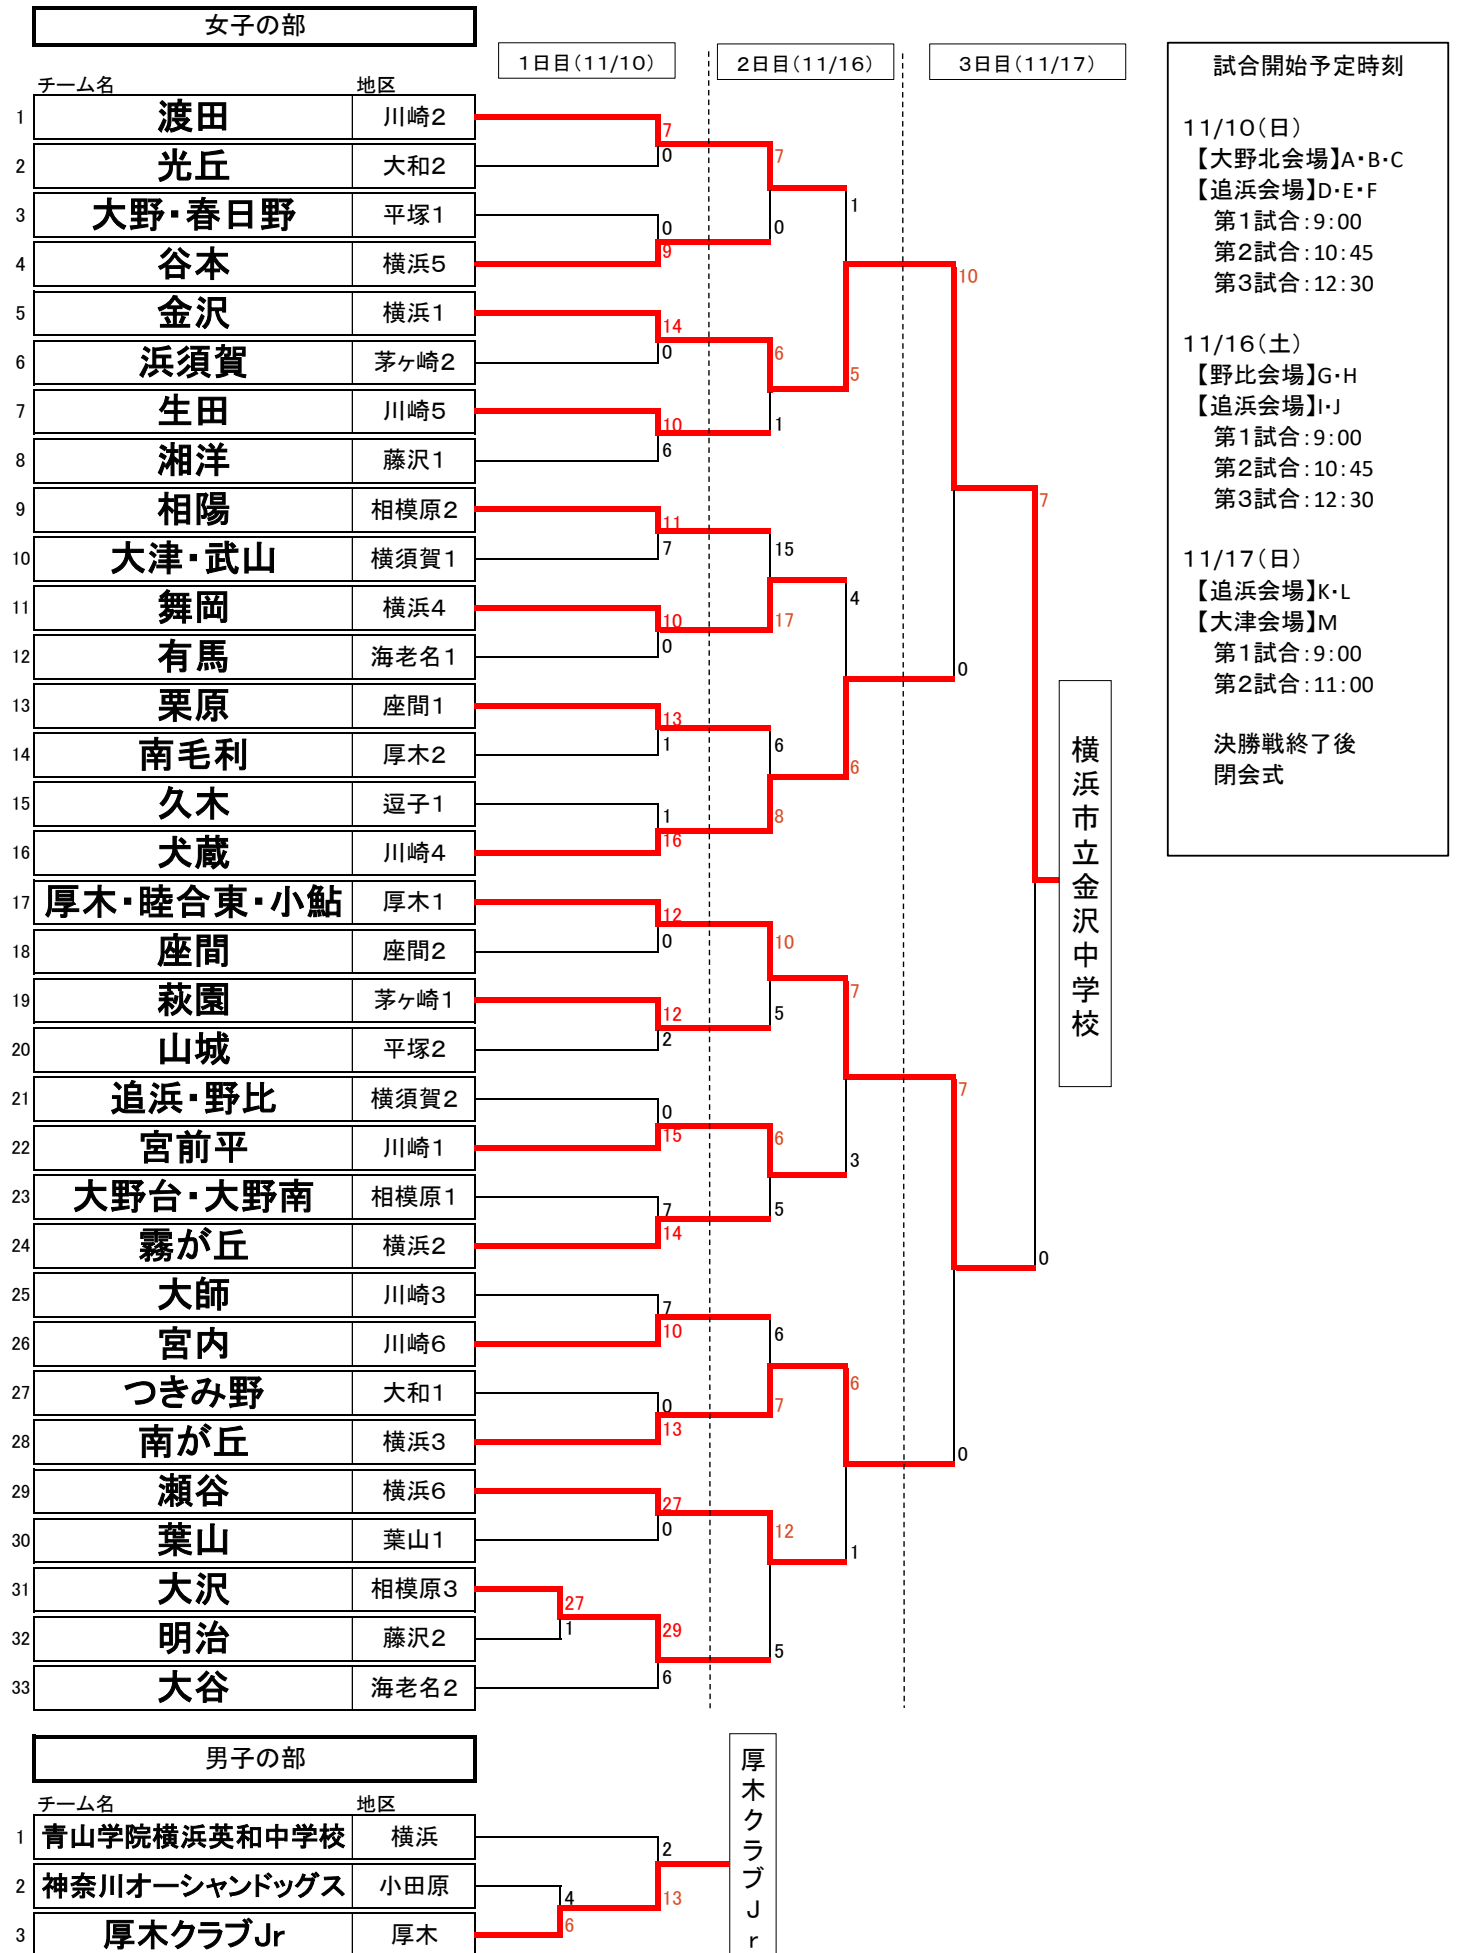 女子の部
1日目(11/10)
2日目(11/16)
3日目(11/17)
チーム名 地区
1 渡田 川崎2
2 光丘 大和2
3 大野・春日野 平塚1
4 谷本 横浜5
5 金沢 横浜1
6 浜須賀 茅ヶ崎2
7 生田 川崎5
8 湘洋 藤沢1
9 相陽 相模原2
10 大津・武山 横須賀1
11 舞岡 横浜4
12 有馬 海老名1
13 栗原 座間1
14 南毛利 厚木2
15 久木 逗子1
16 犬蔵 川崎4
17 厚木・睦合東・小鮎 厚木1
18 座間 座間2
19 萩園 茅ヶ崎1
20 山城 平塚2
21 追浜・野比 横須賀2
22 宮前平 川崎1
23 大野台・大野南 相模原1
24 霧が丘 横浜2
25 大師 川崎3
26 宮内 川崎6
27 つきみ野 大和1
28 南が丘 横浜3
29 瀬谷 横浜6
30 葉山 葉山1
31 大沢 相模原3
32 明治 藤沢2
33 大谷 海老名2
27
1
7
0
0
9
14
0
10
6
11
7
10
0
13
1
1
16
12
0
12
2
0
15
7
14
7
10
0
13
27
0
29
6
7
0
6
1
15
17
6
8
10
5
6
5
6
7
12
5
1
5
4
6
7
3
6
1
10
0
7
0
7
0
横浜市立金沢中学校
試合開始予定時刻
11/10(日)
【大野北会場】A・B・C
【追浜会場】D・E・F
第1試合:9:00
第2試合:10:45
第3試合:12:30
11/16(土)
【野比会場】G・H
【追浜会場】I・J
第1試合:9:00
第2試合:10:45
第3試合:12:30
11/17(日)
【追浜会場】K・L
【大津会場】M
第1試合:9:00
第2試合:11:00
決勝戦終了後
閉会式
男子の部
チーム名 地区
1 青山学院横浜英和中学校 横浜
2 神奈川オーシャンドッグス 小田原
3 厚木クラブJr 厚木
4
6
2
13
厚木クラブJr